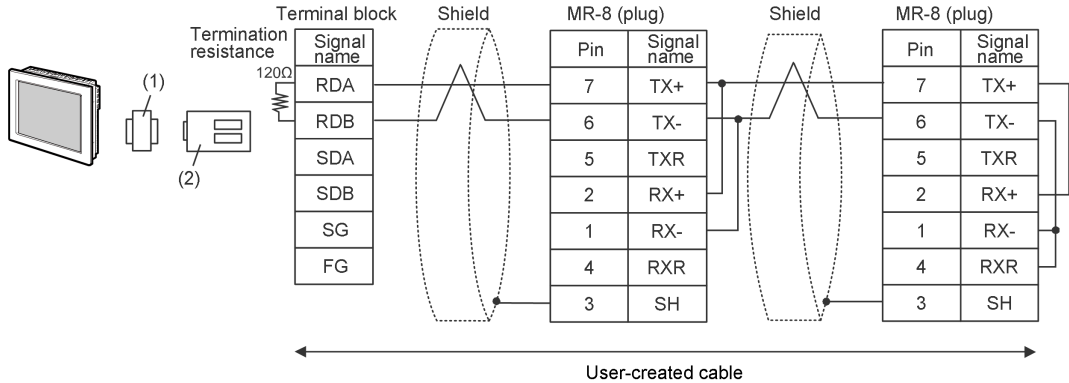 Terminal block
Shield
MR-8 (plug)
Shield
MR-8 (plug)
Termination
resistance
120Ω
(1)
(2)
Signal
name
RDA
RDB
SDA
SDB
SG
FG
Pin Signal
name
7 TX+
6 TX-
5 TXR
2 RX+
1 RX-
4 RXR
3 SH
Pin Signal
name
7 TX+
6 TX-
5 TXR
2 RX+
1 RX-
4 RXR
3 SH
User-created cable